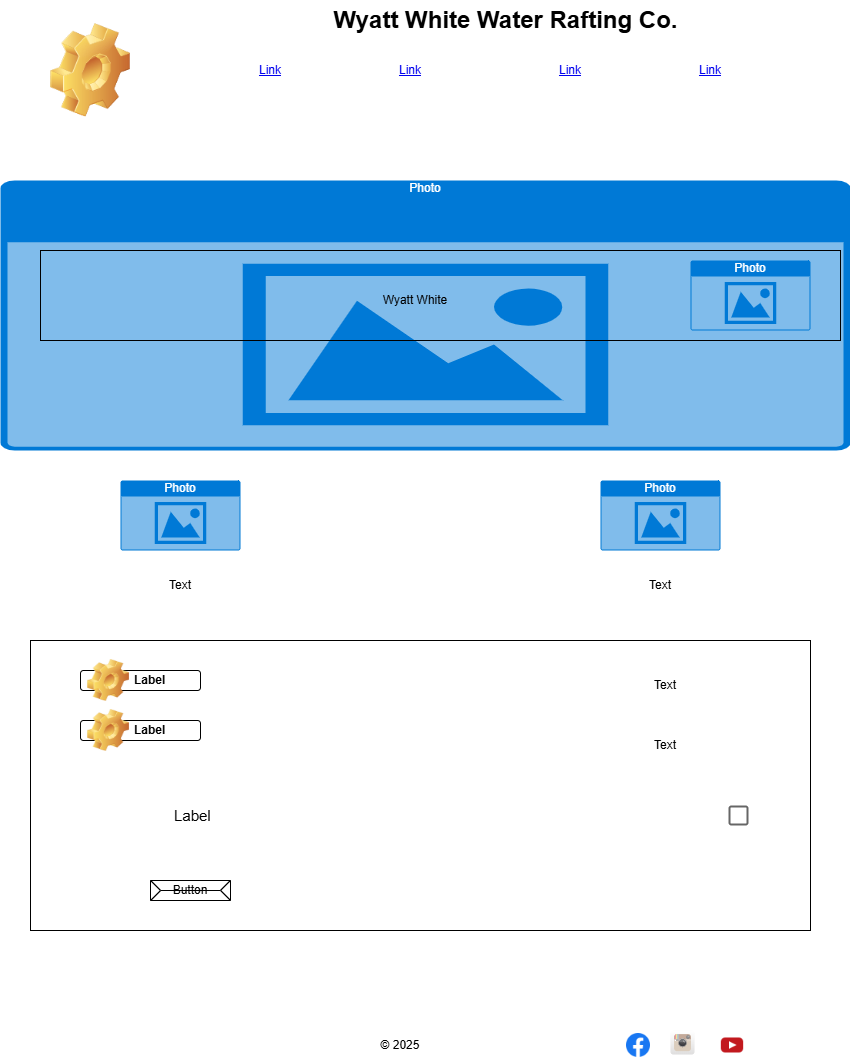 Wyatt White Water Rafting Co.
Link Link Link Link
Photo
Photo
Wyatt White
Photo Photo
Text Text
Label Text
Label Text
Label
Button
© 2025